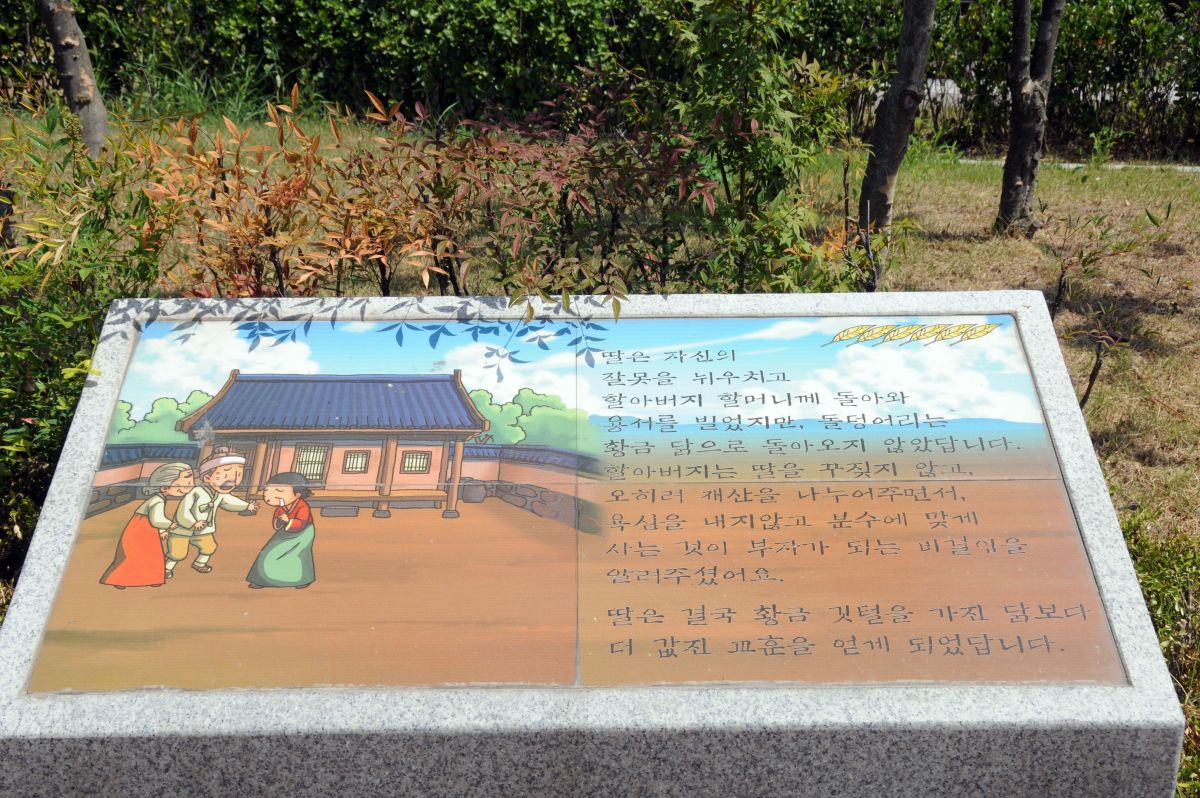 딸은 자신의
잘못을 뉘우치고
할아버지 할머니께 돌아와
용서를 빌었지만, 돌덩어리는
황금 닭으로 돌아오지 않았답니다.
할아버지는 딸을 꾸짖지 않고,
오히려 재산을 나누어주면서,
욕심을 내지않고 분수에 맞게
사는 것이 부자가 되는 비결임을
알려주셨어요.
딸은 결국 황금 깃털을 가진 닭보다
더 값진 교훈을 얻게 되었답니다.